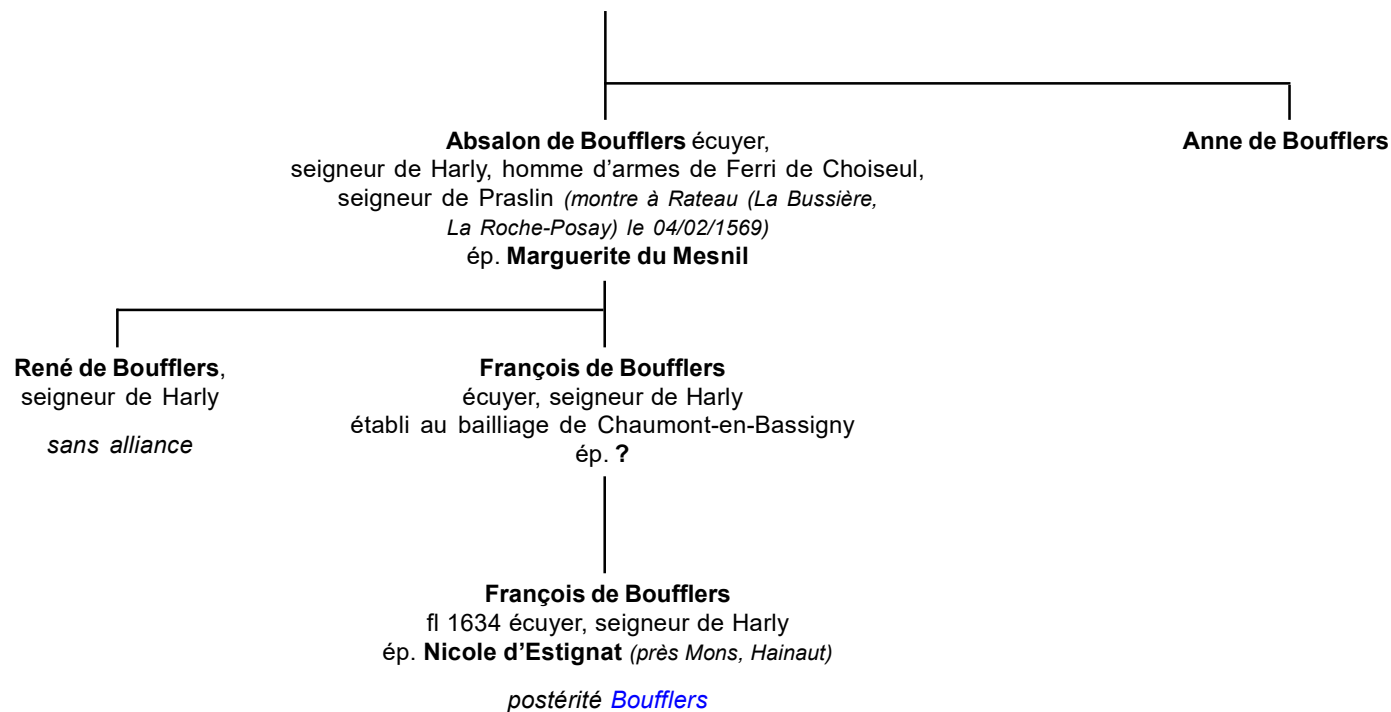 Absalon de Boufflers écuyer,
seigneur de Harly, homme d'armes de Ferri de Choiseul,
seigneur de Praslin (montre à Rateau (La Bussière,
La Roche-Posay) le 04/02/1569)
ép. Marguerite du Mesnil
Anne de Boufflers
René de Boufflers,
seigneur de Harly
sans alliance
François de Boufflers
écuyer, seigneur de Harly
établi au bailliage de Chaumont-en-Bassigny
ép. ?
François de Boufflers
fl 1634 écuyer, seigneur de Harly
ép. Nicole d’Estignat (près Mons, Hainaut)
postérité Boufflers